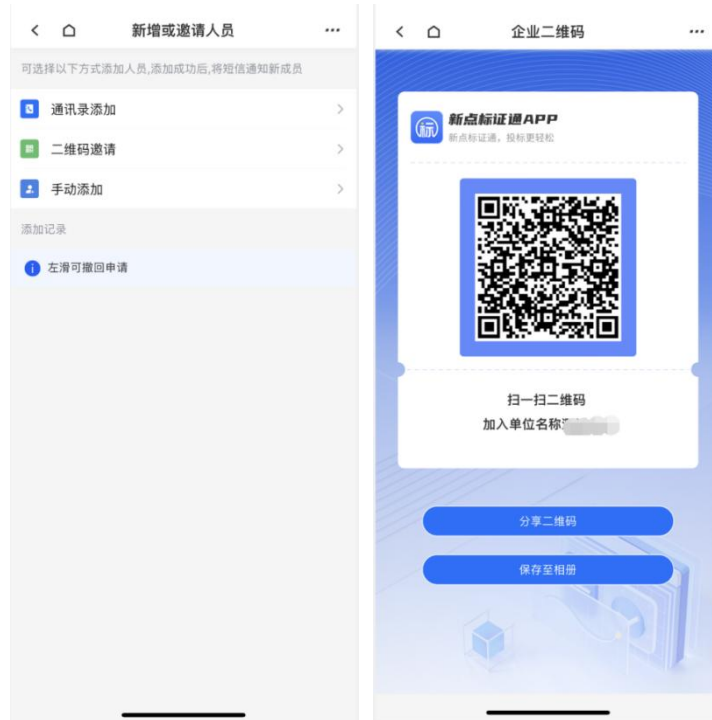 新增或邀请人员
可选择以下方式添加人员,添加成功后,将短信通知新成员
通讯录添加
二维码邀请
手动添加
添加记录
左滑可撤回申请
企业二维码
标
新点标证通APP
新点标证通，投标更轻松
扫一扫二维码
加入单位名称
分享二维码
保存至相册